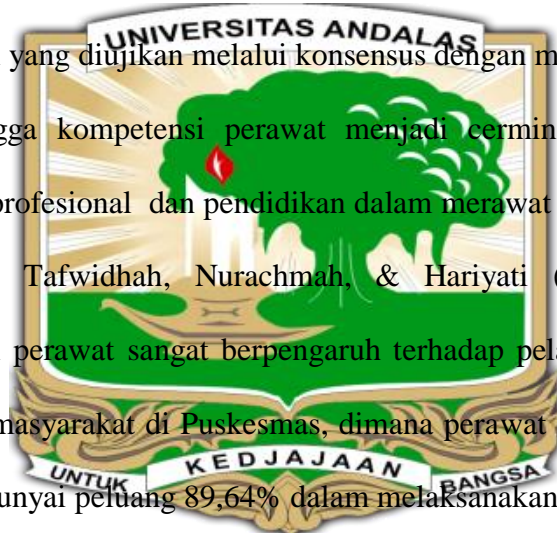 UNIVERSITAS ANDALAS
yang diujikan melalui konsensus dengan m
gga kompetensi perawat menjadi cermin
profesional dan pendidikan dalam merawat
Tafwidhah, Nurachmah, & Hariyati (
perawat sangat berpengaruh terhadap pela
masyarakat di Puskesmas, dimana perawat
unyai peluang 89,64% dalam melaksanakan
UNTUK KEDJAJAAN BANGSA